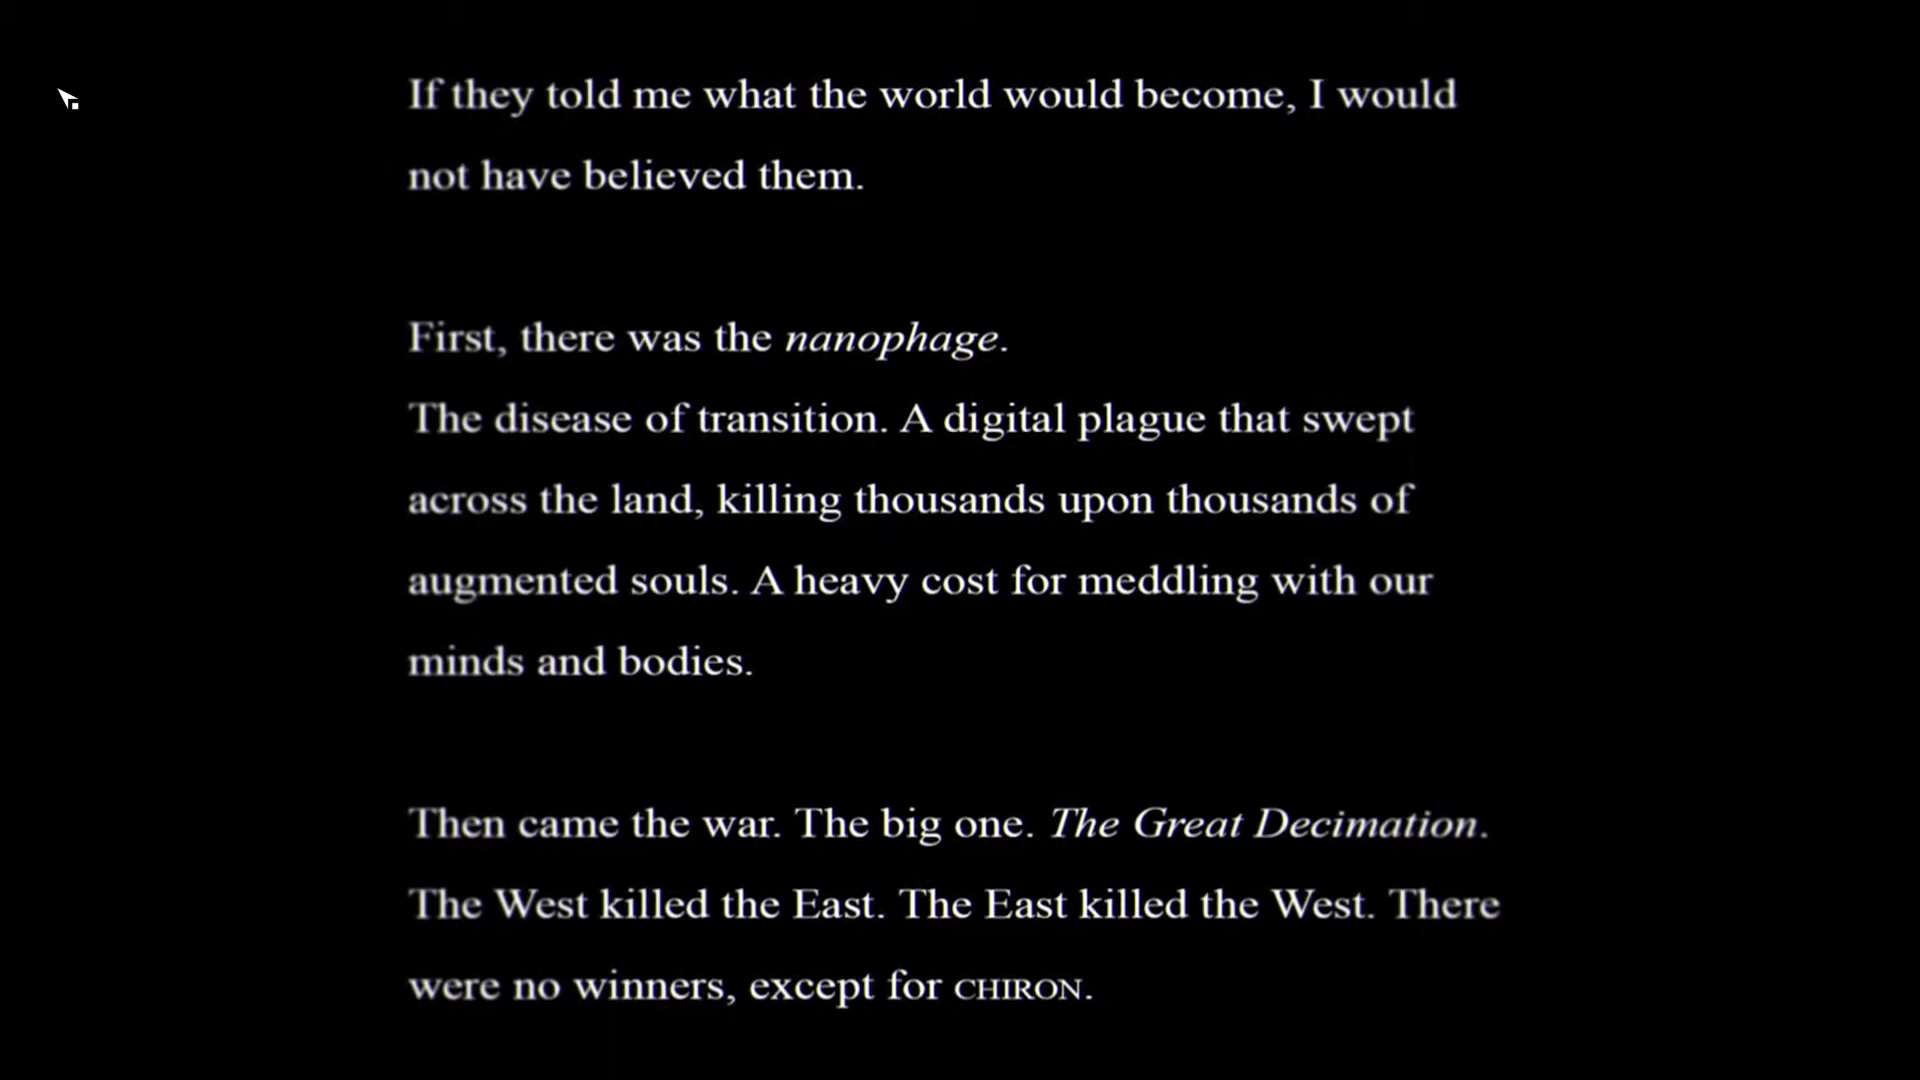 If they told me what the world would become, I would
not have believed them.
First, there was the nanophage.
The disease of transition. A digital plague that swept
across the land, killing thousands upon thousands of
augmented souls. A heavy cost for meddling with our
minds and bodies.
Then came the war. The big one. The Great Decimation.
The West killed the East. The East killed the West. There
were no winners, except for CHIRON.